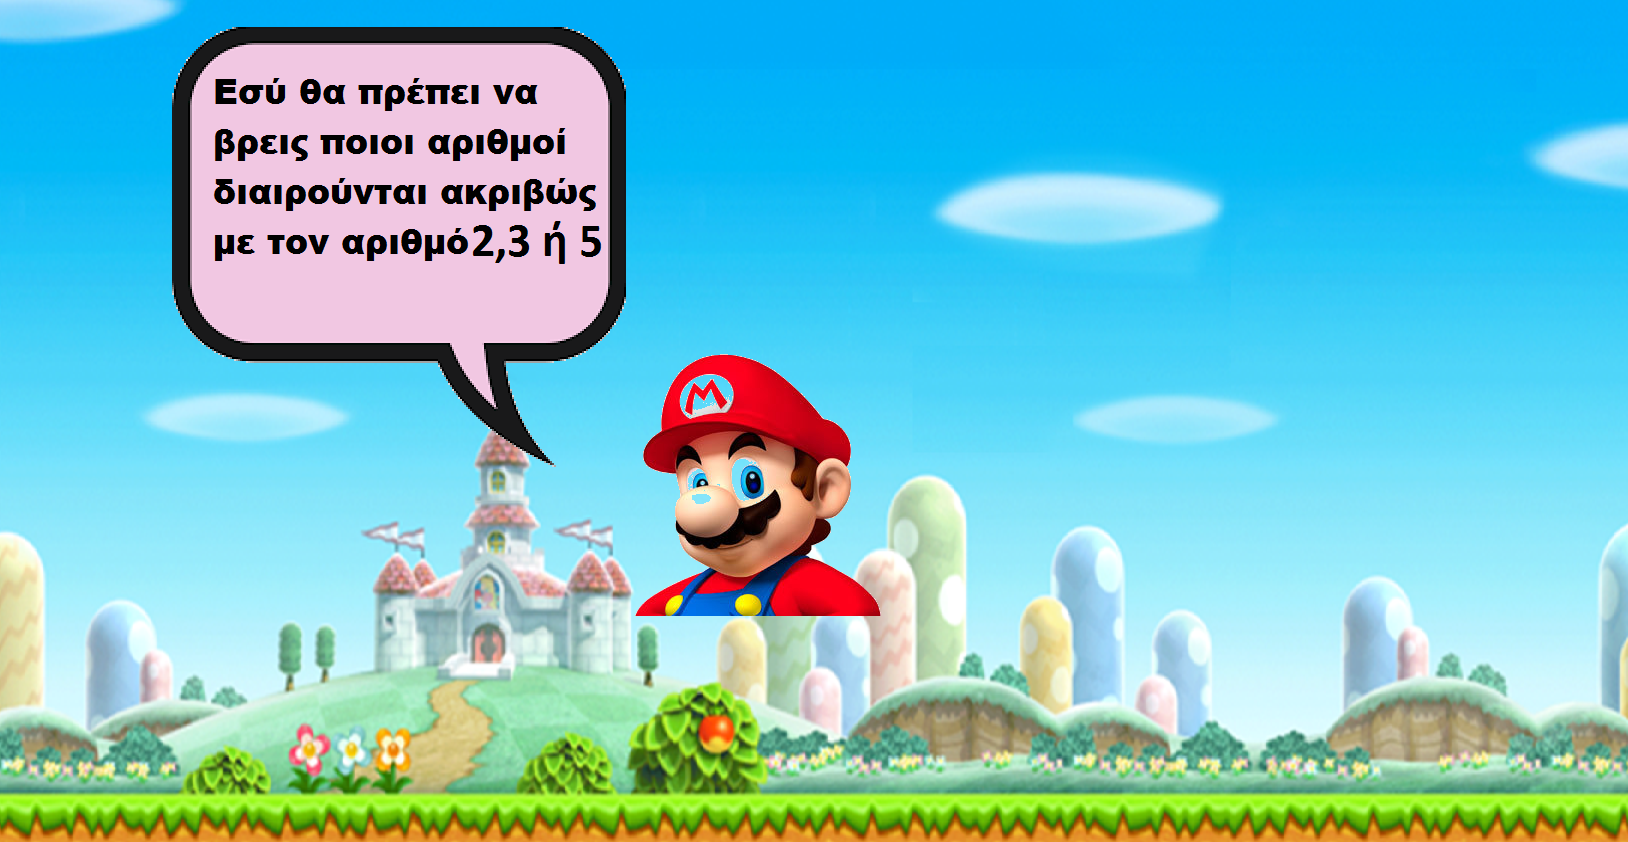 Εσύ θα πρέπει να
βρεις ποιοι αριθμοί
διαιρούνται ακριβώς
με τον αριθμό2,3 ή 5
M